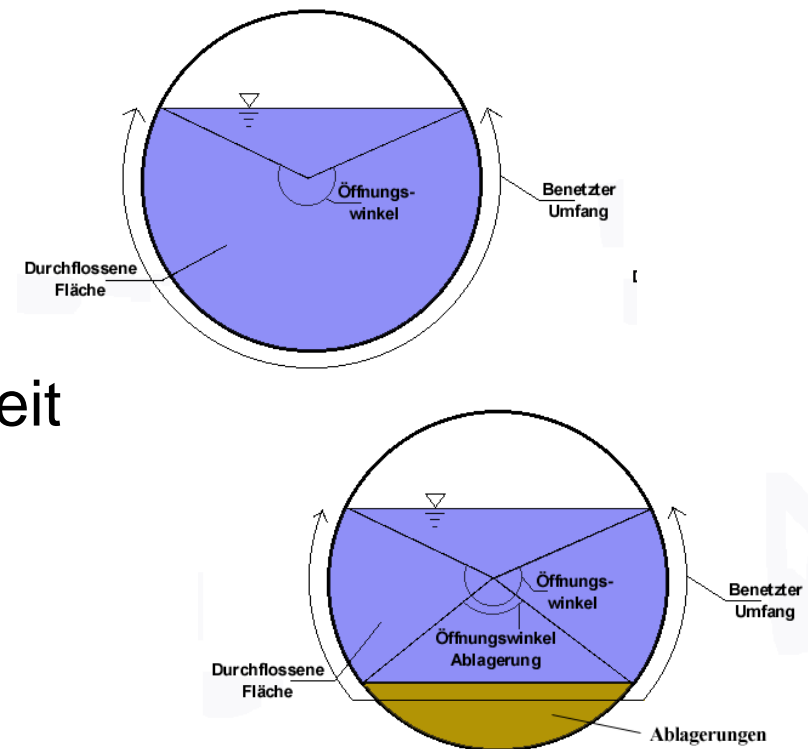 Öffnungs-
winkel
Benetzter
Umfang
Durchflossene
Fläche
eit
Öffnungs-
winkel
Benetzter
Umfang
Öffnungswinkel
Ablagerung
Durchflossene
Fläche
Ablagerungen